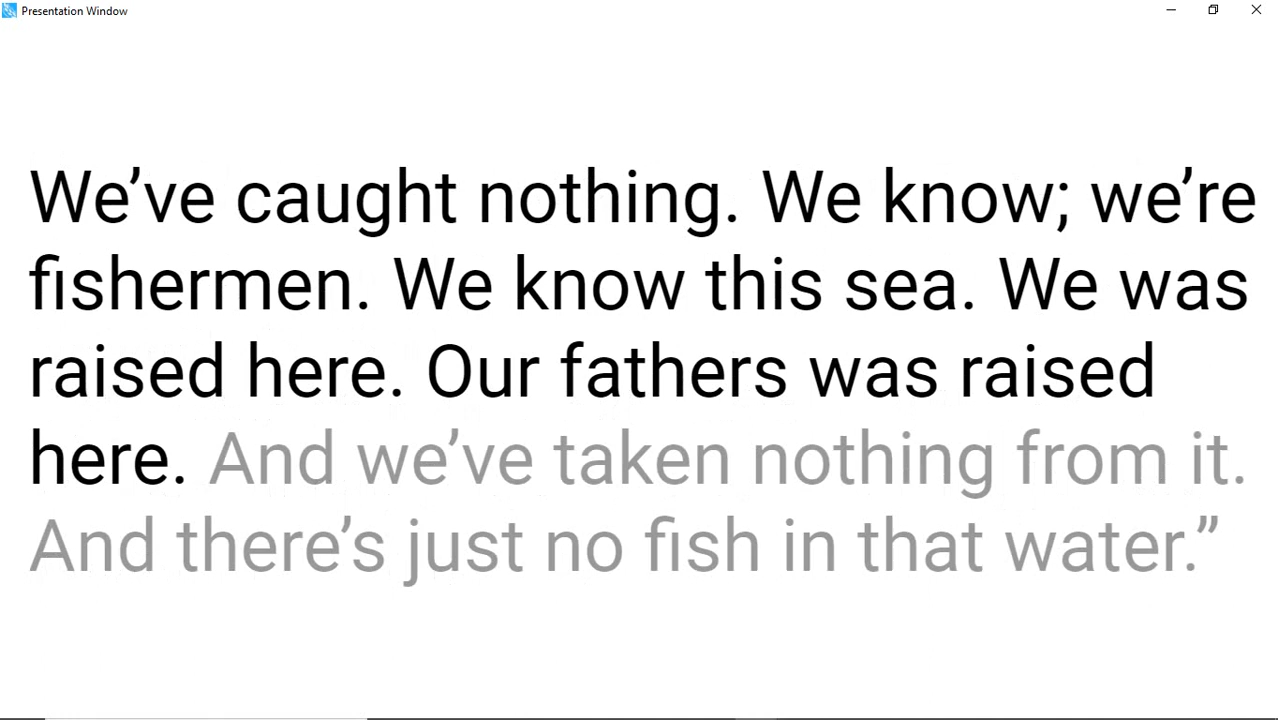 Presentation Window
We’ve caught nothing. We know; we’re
fishermen. We know this sea. We was
raised here. Our fathers was raised
here. And we’ve taken nothing from it.
And there’s just no fish in that water.”